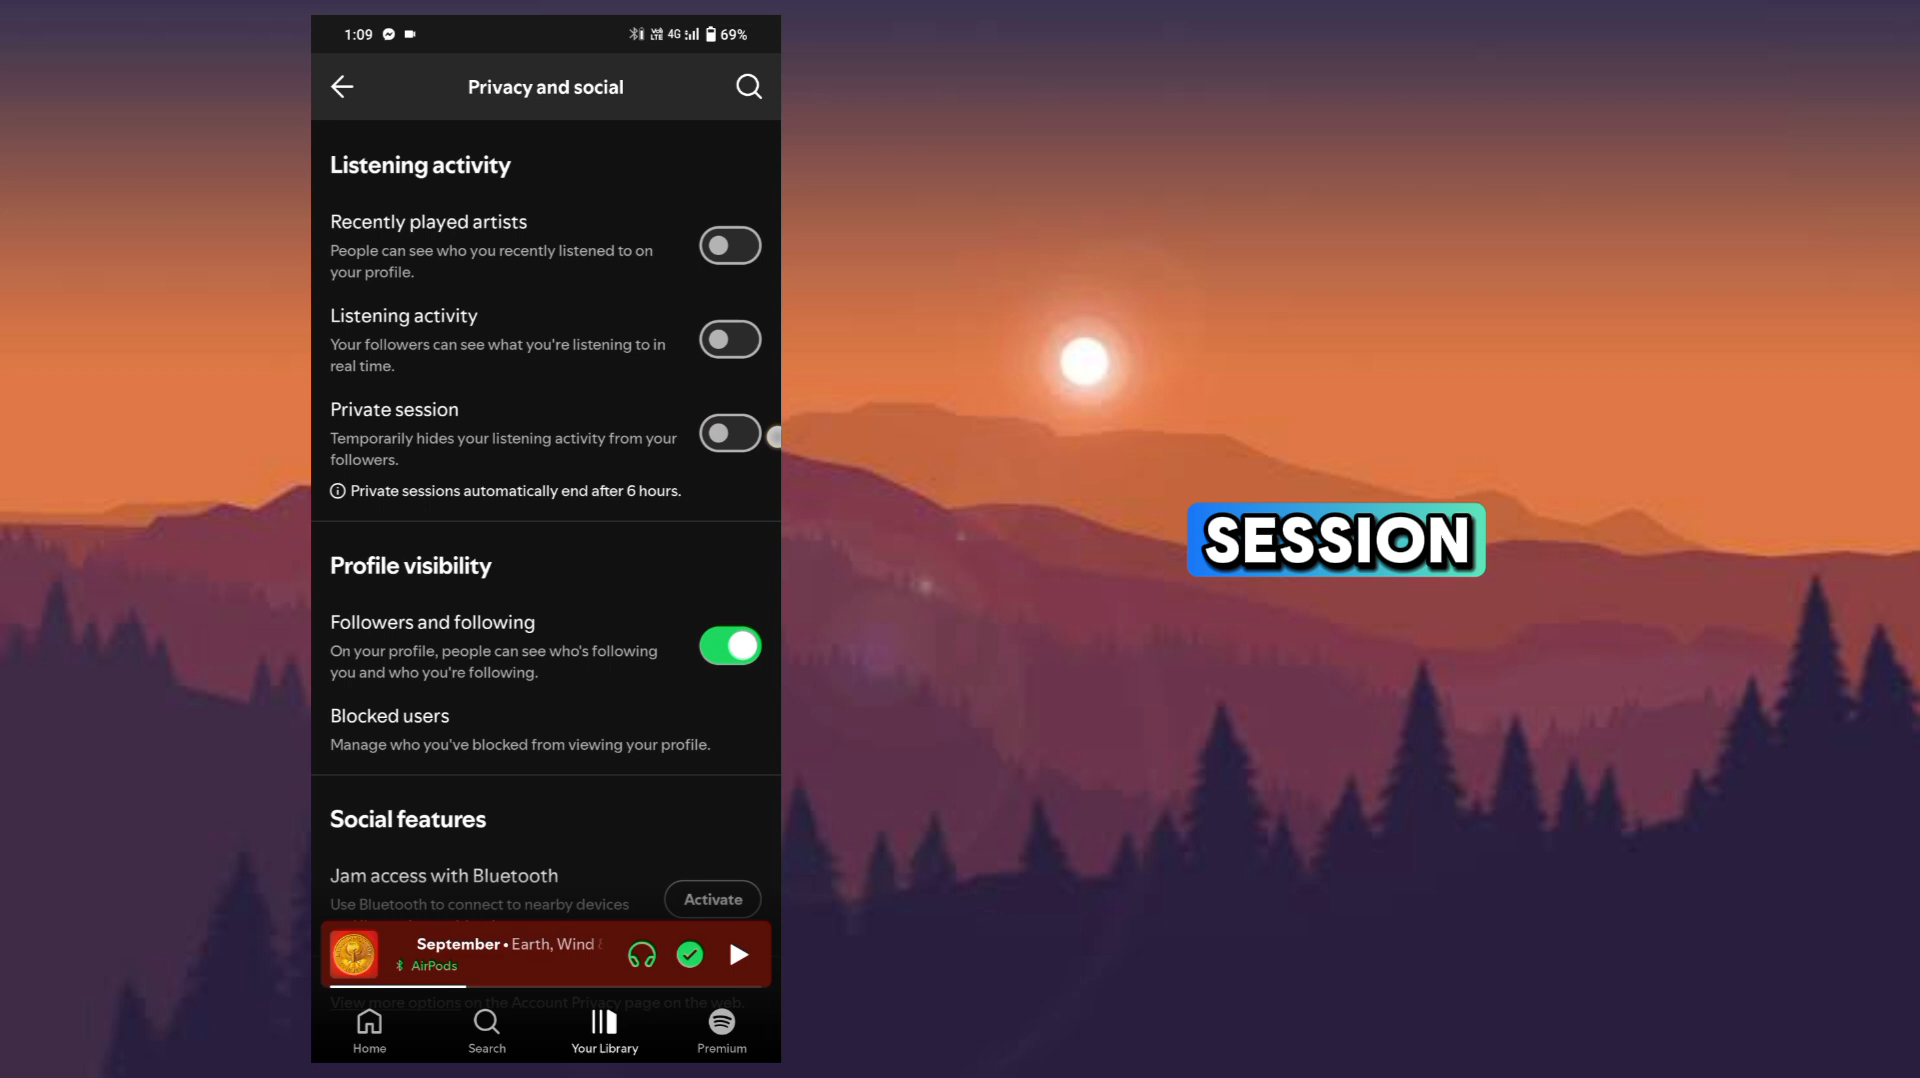 1:09
4G
69%
Privacy and social
Listening activity
Recently played artists
People can see who you recently listened to on
your profile.
Listening activity
Your followers can see what you're listening to in
real time.
Private session
Temporarily hides your listening activity from your
followers.
Private sessions automatically end after 6 hours.
SESSION
Profile visibility
Followers and following
On your profile, people can see who's following
you and who you're following.
Blocked users
Manage who you've blocked from viewing your profile.
Social features
Jam access with Bluetooth
Use Bluetooth to connect to nearby devices
Activate
September • Earth, Wind
AirPods
View more options on the Account Privacy page on the web.
Home
Search
Your Library
Premium